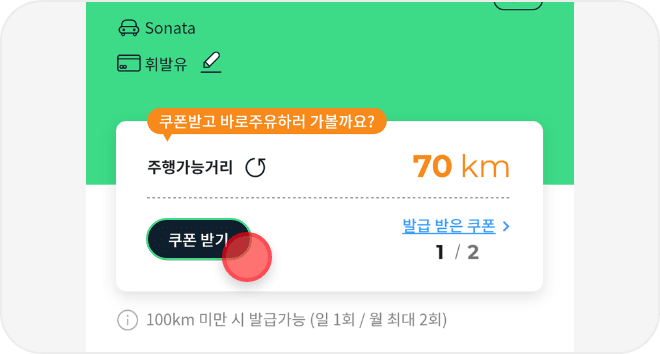 Sonata
휘발유
쿠폰받고 바로주유하러 가볼까요?
주행가능거리
70 km
쿠폰 받기
발급 받은 쿠폰
1 / 2
100km 미만 시 발급가능 (일 1회 / 월 최대 2회)